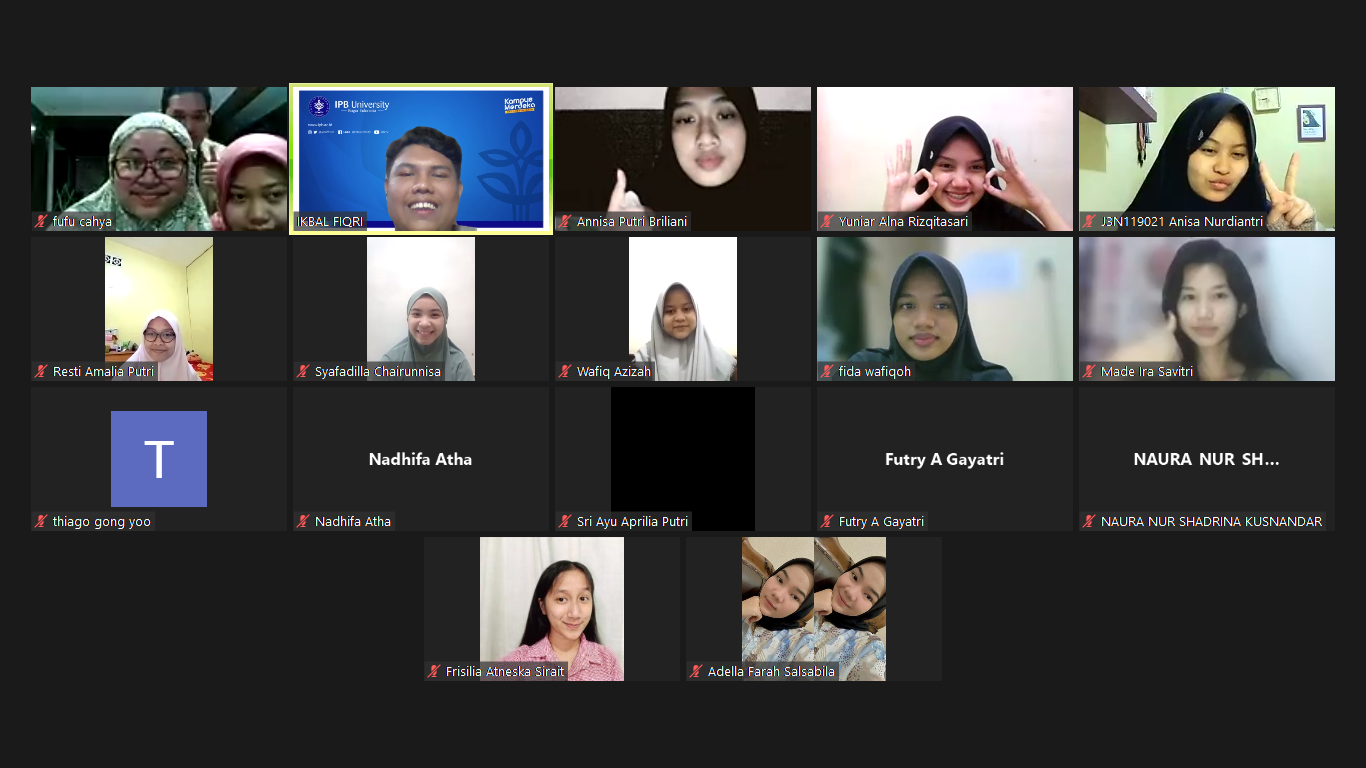 IPB University
Kampus
Merdeka
fufu cahya
IKBAL FIQRI
Annisa Putri Briliani
Yuniar Alna Rizqitasari
J3N119021 Anisa Nurdiantri
Resti Amalia Putri
Syafadilla Chairunnisa
Wafiq Azizah
fida wafiqoh
Made Ira Savitri
T
thiago gong yoo
Nadhifa Atha
Nadhifa Atha
Sri Ayu Aprilia Putri
Futry A Gayatri
Futry A Gayatri
NAURA NUR SH...
NAURA NUR SHADRINA KUSNANDAR
Frisilia Atneska Sirait
Adella Farah Salsabila